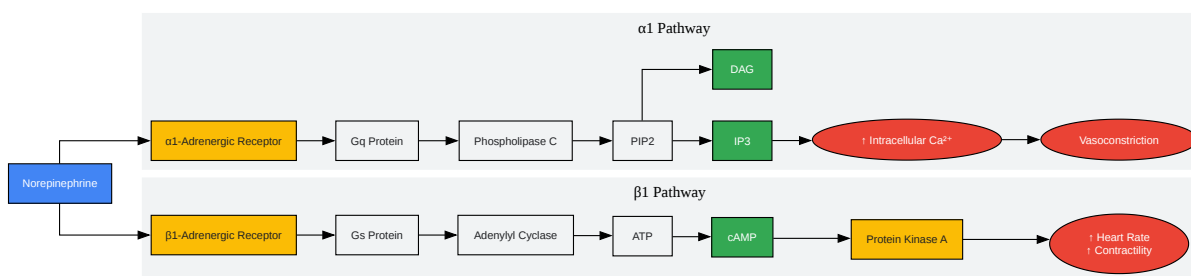 α1 Pathway
DAG
α1-Adrenergic Receptor
Gq Protein
Phospholipase C
PIP2
IP3
↑ Intracellular Ca²⁺
Vasoconstriction
Norepinephrine
β1 Pathway
β1-Adrenergic Receptor
Gs Protein
Adenylyl Cyclase
ATP
cAMP
Protein Kinase A
↑ Heart Rate
↑ Contractility